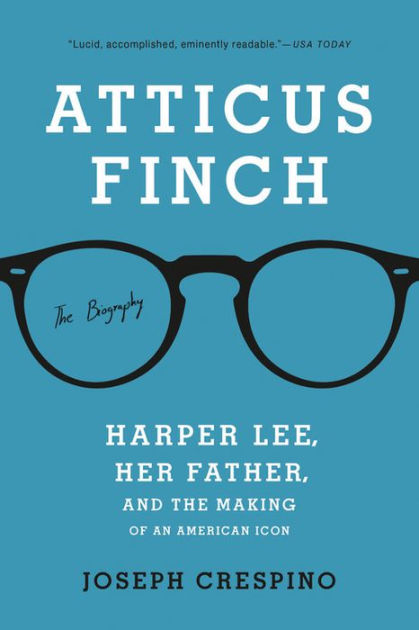 "Lucid, accomplished, eminently readable."—USA TODAY
ATTICUS
FINCH
The Biography
HARPER LEE,
HER FATHER,
AND THE MAKING
OF AN AMERICAN ICON
JOSEPH CRESPINO